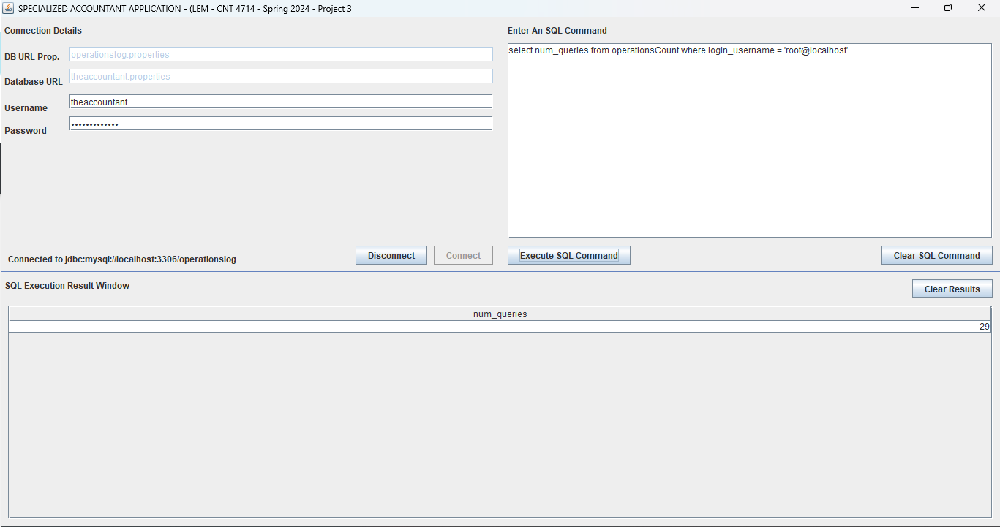 SPECIALIZED ACCOUNTANT APPLICATION - (LEM - CNT 4714 - Spring 2024 - Project 3
Connection Details
DB URL Prop. operationslog.properties
Database URL theaccountant.properties
Username theaccountant
Password •••••••••••••
Connected to jdbc:mysql://localhost:3306/operationslog
Disconnect
Connect
Enter An SQL Command
select num_queries from operationsCount where login_username = 'root@localhost'
Execute SQL Command
Clear SQL Command
SQL Execution Result Window
Clear Results
num_queries
29